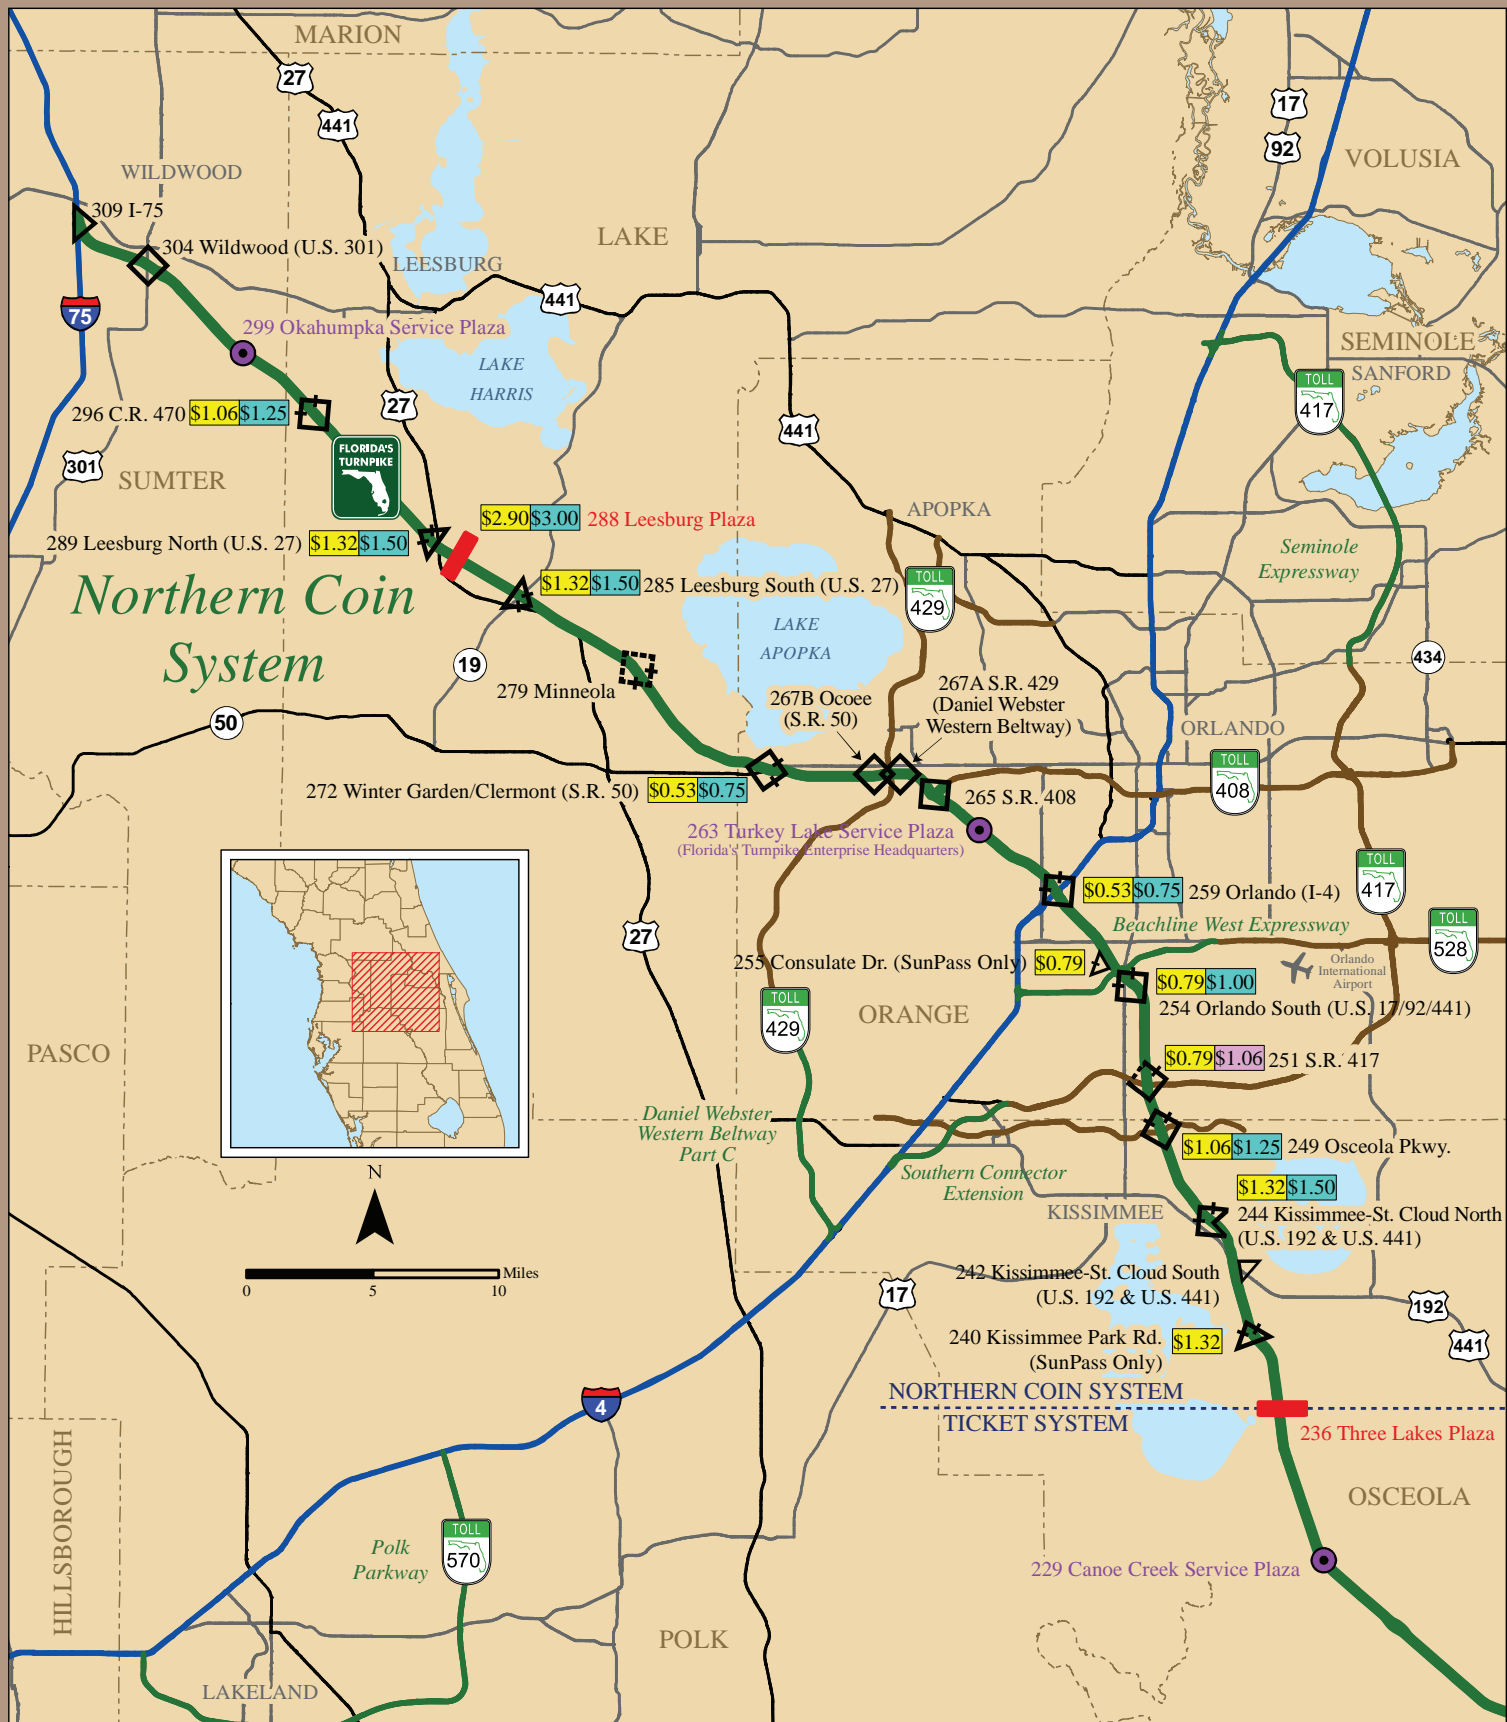 MARION
27
441
17
92
VOLUSIA
WILDWOOD
309 I-75
304 Wildwood (U.S. 301)
LAKE
LEESBURG
441
75
299 Okahumpka Service Plaza
LAKE
HARRIS
SEMINOLE
SANFORD
TOLL
417
296 C.R. 470 $1.06 $1.25
27
441
FLORIDA'S
TURNPIKE
301
SUMTER
$2.90 $3.00 288 Leesburg Plaza
APOPKA
289 Leesburg North (U.S. 27) $1.32 $1.50
Seminole
Expressway
Northern Coin
System
$1.32 $1.50 285 Leesburg South (U.S. 27)
TOLL
429
LAKE
APOPKA
19
434
279 Minneola
267B Ocoee
(S.R. 50)
267A S.R. 429
(Daniel Webster
Western Beltway)
50
ORLANDO
TOLL
408
272 Winter Garden/Clermont (S.R. 50) $0.53 $0.75
265 S.R. 408
263 Turkey Lake Service Plaza
(Florida's Turnpike Enterprise Headquarters)
TOLL
417
$0.53 $0.75 259 Orlando (I-4)
27
Beachline West Expressway
TOLL
528
255 Consulate Dr. (SunPass Only) $0.79
Orlando
International
Airport
$0.79 $1.00
254 Orlando South (U.S. 17/92/441)
TOLL
429
ORANGE
PASCO
$0.79 $1.06 251 S.R. 417
Daniel Webster
Western Beltway
Part C
$1.06 $1.25 249 Osceola Pkwy.
Southern Connector
Extension
N
$1.32 $1.50
244 Kissimmee-St. Cloud North
(U.S. 192 & U.S. 441)
KISSIMMEE
242 Kissimmee-St. Cloud South
(U.S. 192 & U.S. 441)
Miles
0 5 10
17
192
441
240 Kissimmee Park Rd. $1.32
(SunPass Only)
NORTHERN COIN SYSTEM
TICKET SYSTEM
4
236 Three Lakes Plaza
HILLSBOROUGH
OSCEOLA
TOLL
570
Polk
Parkway
229 Canoe Creek Service Plaza
POLK
LAKELAND